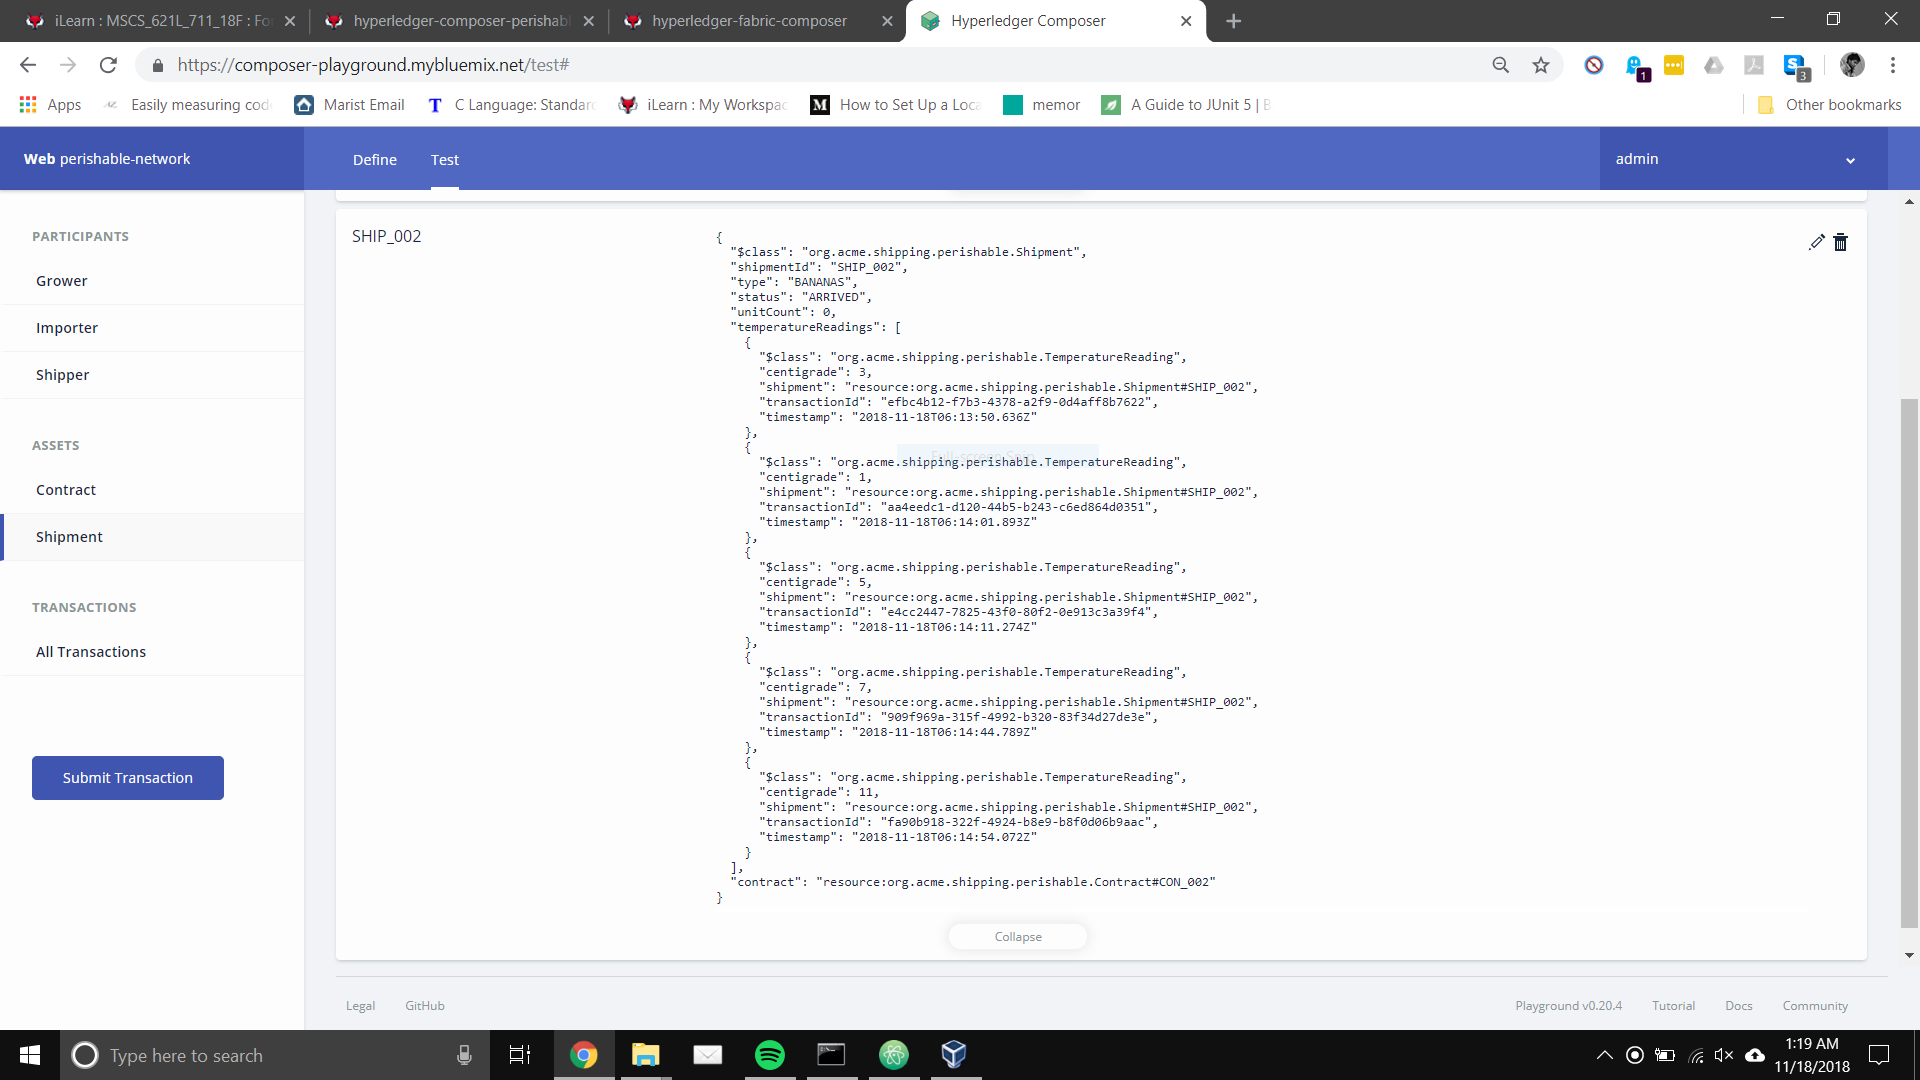 iLearn : MSCS_621L_711_18F : Fo
hyperledger-composer-perishabl
hyperledger-fabric-composer
Hyperledger Composer
https://composer-playground.mybluemix.net/test#
1
3
Apps
Easily measuring cod
Marist Email
T
C Language: Standar
iLearn : My Workspac
M
How to Set Up a Loca
memor
A Guide to JUnit 5 | B
Other bookmarks
Web perishable-network
Define
Test
admin
PARTICIPANTS
Grower
Importer
Shipper
ASSETS
Contract
Shipment
TRANSACTIONS
All Transactions
Submit Transaction
SHIP_002
{
"$class": "org.acme.shipping.perishable.Shipment",
"shipmentId": "SHIP_002",
"type": "BANANAS",
"status": "ARRIVED",
"unitCount": 0,
"temperatureReadings": [
{
"$class": "org.acme.shipping.perishable.TemperatureReading",
"centigrade": 3,
"shipment": "resource:org.acme.shipping.perishable.Shipment#SHIP_002",
"transactionId": "efbc4b12-f7b3-4378-a2f9-0d4aff8b7622",
"timestamp": "2018-11-18T06:13:50.636Z"
},
{
Full-screen Snip
"$class": "org.acme.shipping.perishable.TemperatureReading",
"centigrade": 1,
"shipment": "resource:org.acme.shipping.perishable.Shipment#SHIP_002",
"transactionId": "aa4eedc1-d120-44b5-b243-c6ed864d0351",
"timestamp": "2018-11-18T06:14:01.893Z"
},
{
"$class": "org.acme.shipping.perishable.TemperatureReading",
"centigrade": 5,
"shipment": "resource:org.acme.shipping.perishable.Shipment#SHIP_002",
"transactionId": "e4cc2447-7825-43f0-80f2-0e913c3a39f4",
"timestamp": "2018-11-18T06:14:11.274Z"
},
{
"$class": "org.acme.shipping.perishable.TemperatureReading",
"centigrade": 7,
"shipment": "resource:org.acme.shipping.perishable.Shipment#SHIP_002",
"transactionId": "909f969a-315f-4992-b320-83f34d27de3e",
"timestamp": "2018-11-18T06:14:44.789Z"
},
{
"$class": "org.acme.shipping.perishable.TemperatureReading",
"centigrade": 11,
"shipment": "resource:org.acme.shipping.perishable.Shipment#SHIP_002",
"transactionId": "fa90b918-322f-4924-b8e9-b8f0d06b9aac",
"timestamp": "2018-11-18T06:14:54.072Z"
}
],
"contract": "resource:org.acme.shipping.perishable.Contract#CON_002"
}
Collapse
Legal
GitHub
Playground v0.20.4
Tutorial
Docs
Community
Type here to search
1:19 AM
11/18/2018